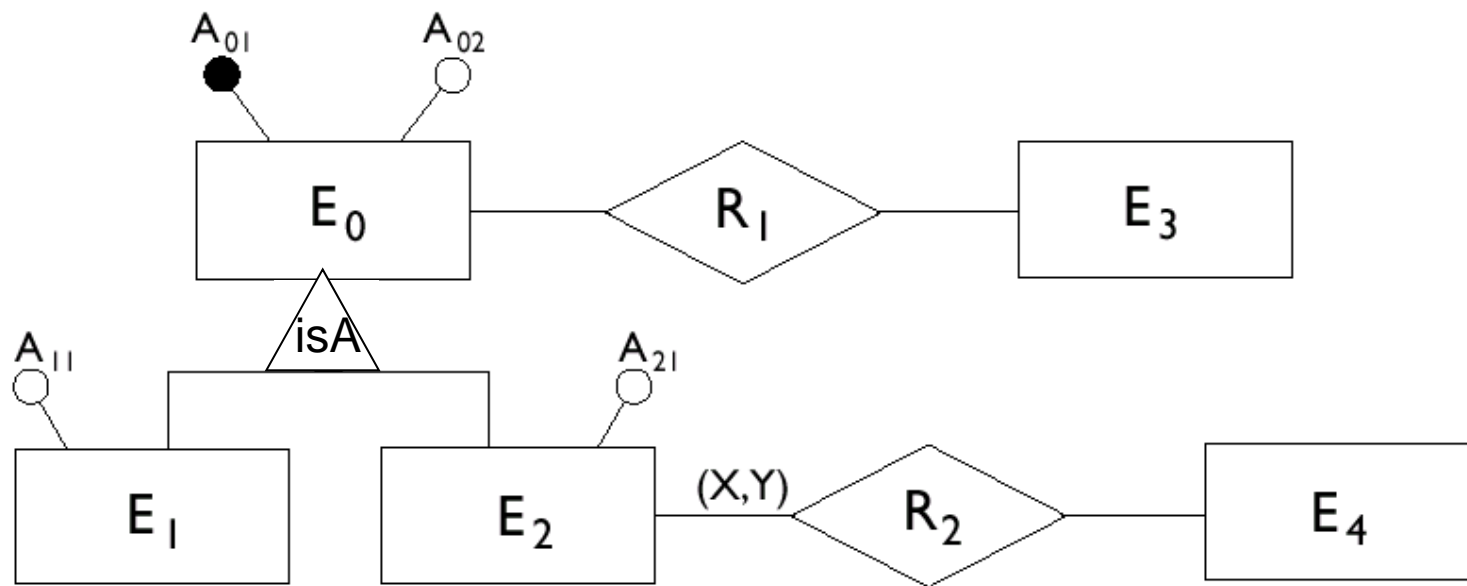 A₀₁ A₀₂
E₀ R₁ E₃
isA
A₁₁ A₂₁
(X,Y)
E₁ E₂ R₂ E₄